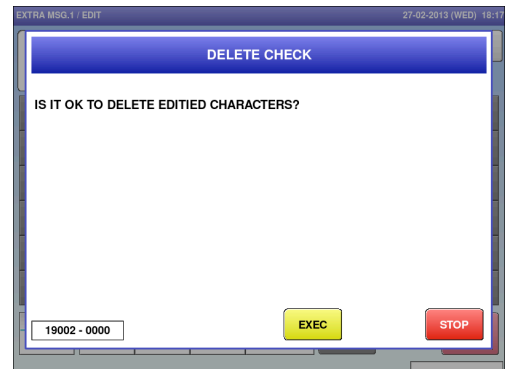 EXTRA MSG.1 / EDIT 27-02-2013 (WED) 18:17
DELETE CHECK
IS IT OK TO DELETE EDITIED CHARACTERS?
19002 - 0000
EXEC
STOP